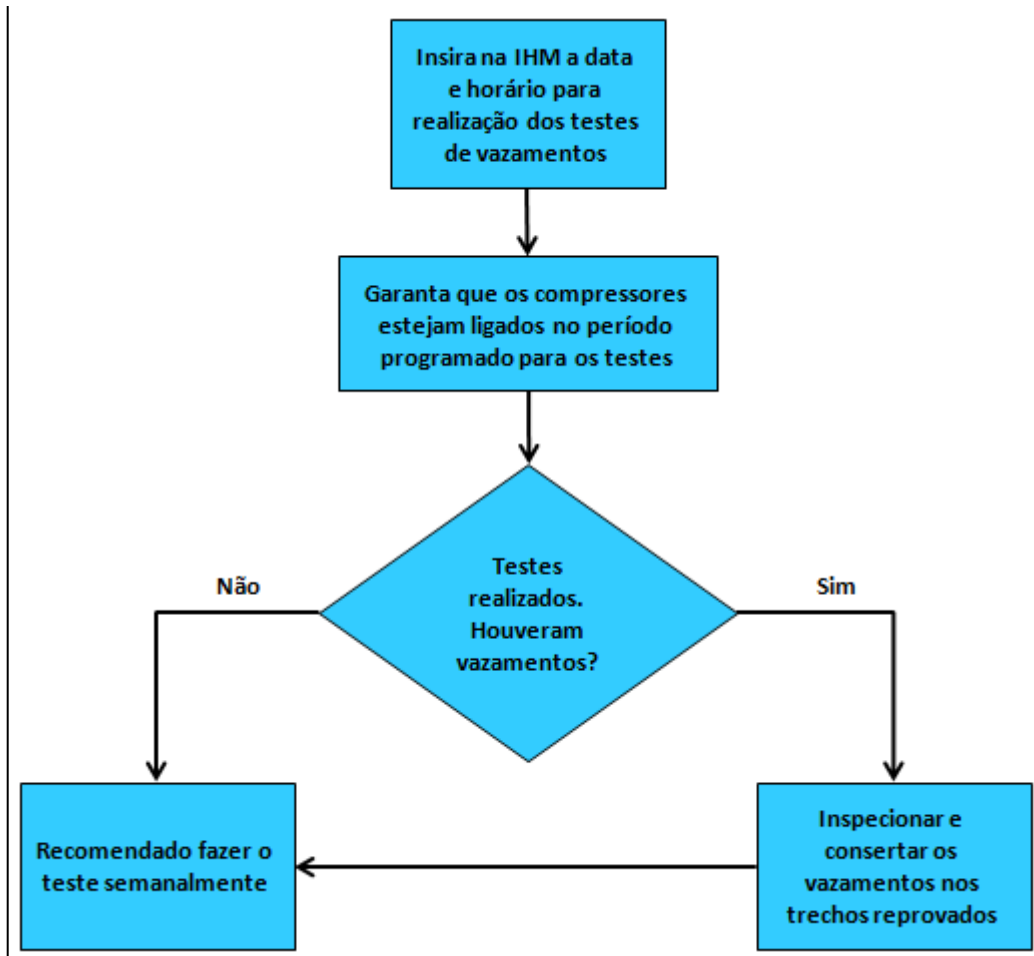 Insira na IHM a data
e horário para
realização dos testes
de vazamentos
Garanta que os compressores
estejam ligados no período
programado para os testes
Testes
realizados.
Houveram
vazamentos?
Não
Sim
Recomendado fazer o
teste semanalmente
Inspecionar e
consertar os
vazamentos nos
trechos reprovados